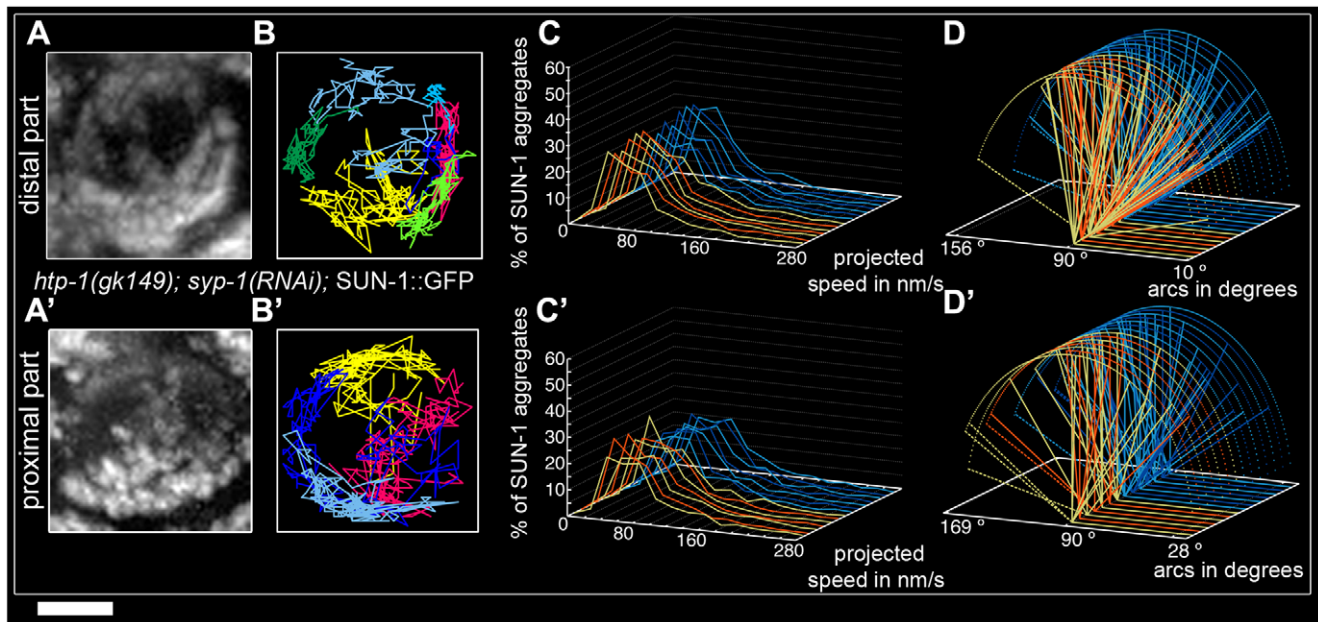 A
B
C
D
distal part
% of SUN-1 aggregates
60
50
40
30
20
10
0
80
160
280
projected
speed in nm/s
156 °
90 °
10 °
arcs in degrees
htp-1(gk149); syp-1(RNAi); SUN-1::GFP
A'
B'
C'
D'
proximal part
% of SUN-1 aggregates
60
50
40
30
20
10
0
80
160
280
projected
speed in nm/s
169 °
90 °
28 °
arcs in degrees